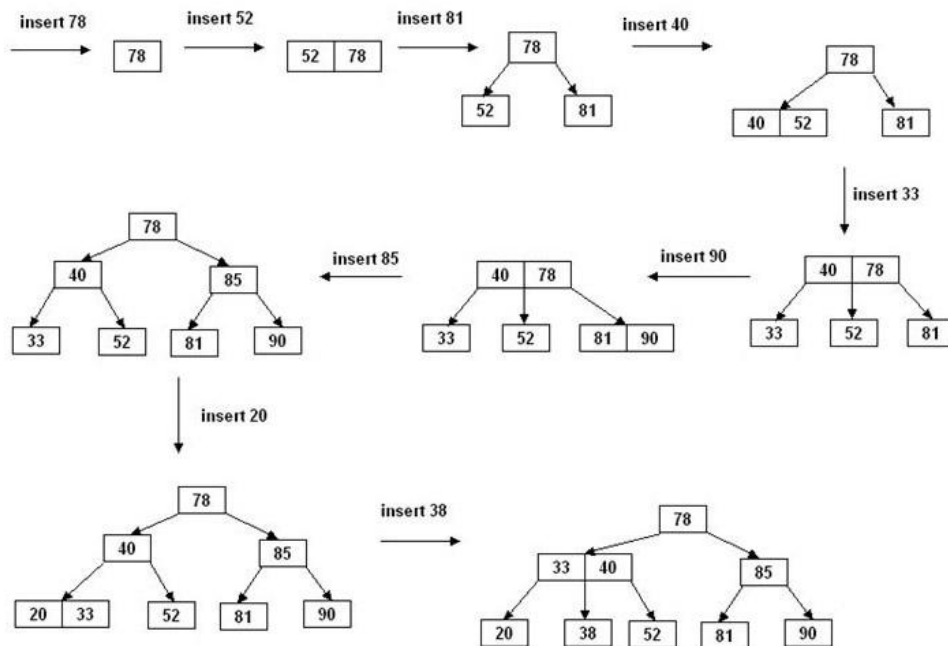 insert 78
78
insert 52
52 78
insert 81
78
52 81
insert 40
78
40 52 81
insert 33
40 78
33 52 81
insert 90
40 78
33 52 81 90
insert 85
78
40 85
33 52 81 90
insert 20
78
40 85
20 33 52 81 90
insert 38
78
33 40 85
20 38 52 81 90